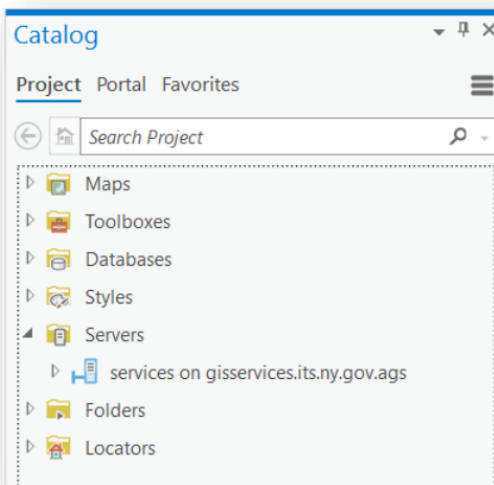 Catalog
Project Portal Favorites
Search Project
Maps
Toolboxes
Databases
Styles
Servers
services on gisservices.its.ny.gov.ags
Folders
Locators